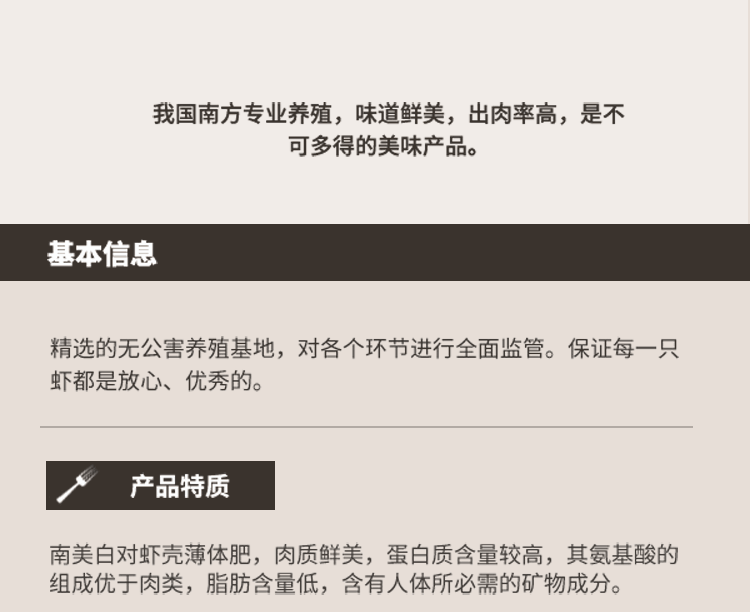 我国南方专业养殖，味道鲜美，出肉率高，是不
可多得的美味产品。
基本信息
精选的无公害养殖基地，对各个环节进行全面监管。保证每一只
虾都是放心、优秀的。
产品特质
南美白对虾壳薄体肥，肉质鲜美，蛋白质含量较高，其氨基酸的
组成优于肉类，脂肪含量低，含有人体所必需的矿物成分。